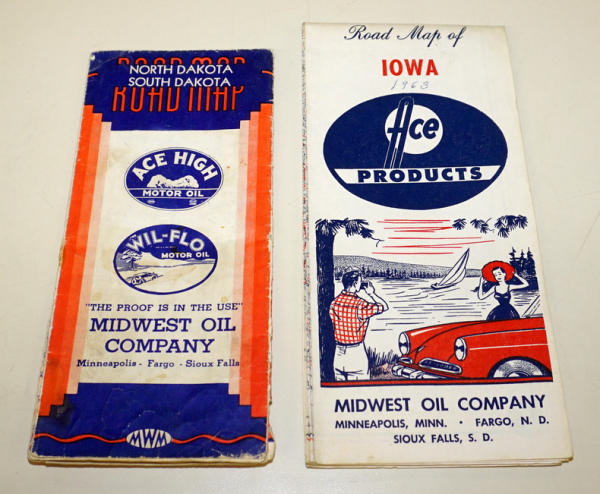 ROAD MAP
NORTH DAKOTA
SOUTH DAKOTA
ROAD MAP
ACE HIGH
MOTOR OIL
WIL-FLO
MOTOR OIL
"THE PROOF IS IN THE USE"
MIDWEST OIL
COMPANY
Minneapolis - Fargo - Sioux Falls
MWM
Road Map of
IOWA
1963
Ace
PRODUCTS
MIDWEST OIL COMPANY
MINNEAPOLIS, MINN. • FARGO, N. D.
SIOUX FALLS, S. D.